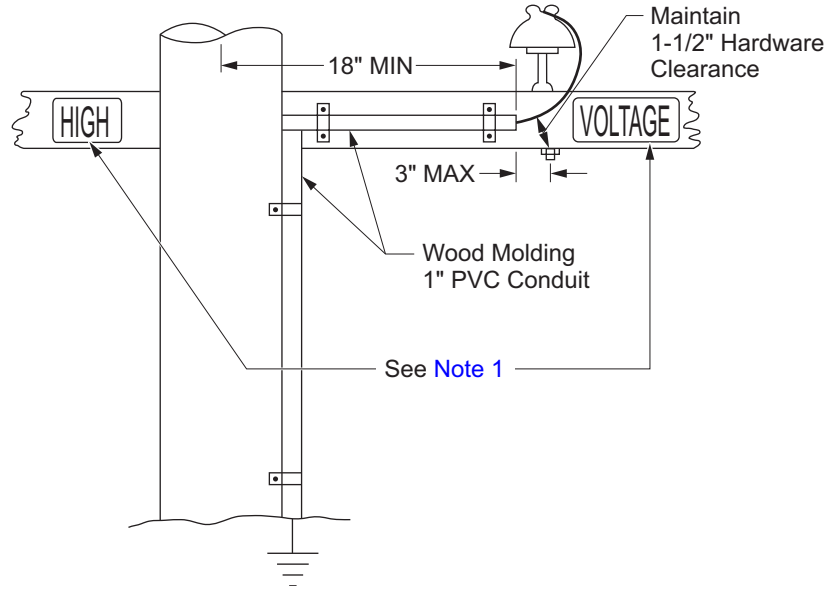 Maintain
1-1/2" Hardware
Clearance
18" MIN
HIGH
VOLTAGE
3" MAX
Wood Molding
1" PVC Conduit
See Note 1